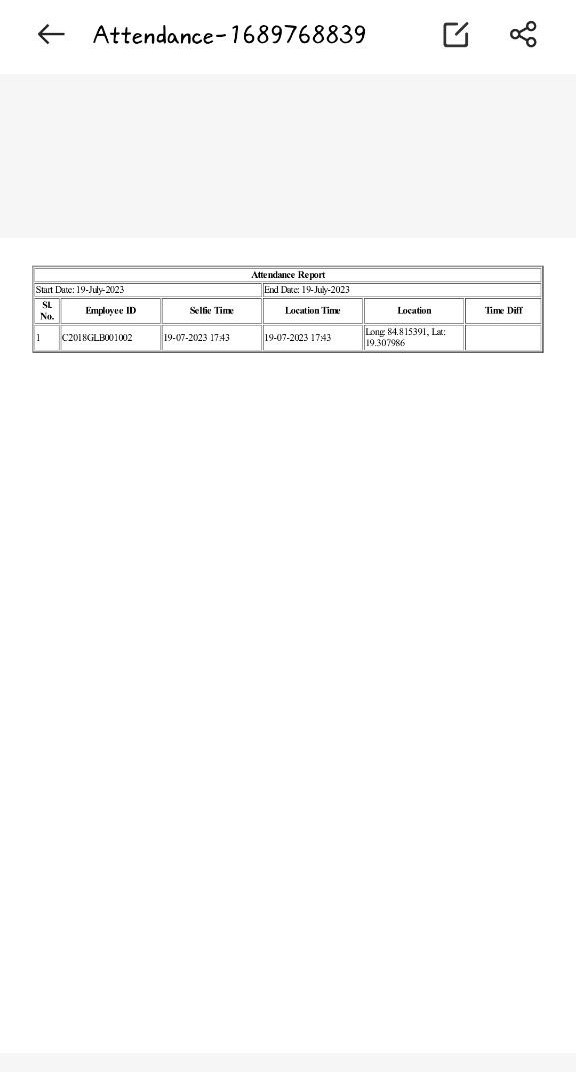 Attendance-1689768839
Attendance Report
Start Date: 19-July-2023 End Date: 19-July-2023
SL No. Employee ID Selfie Time Location Time Location Time Diff
1 C2018GLB001002 19-07-2023 17:43 19-07-2023 17:43 Long: 84.815391, Lat: 19.307986